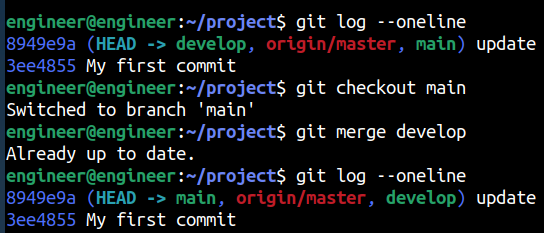 engineer@engineer:~/project$ git log --oneline
8949e9a (HEAD -> develop, origin/master, main) update
3ee4855 My first commit
engineer@engineer:~/project$ git checkout main
Switched to branch 'main'
engineer@engineer:~/project$ git merge develop
Already up to date.
engineer@engineer:~/project$ git log --oneline
8949e9a (HEAD -> main, origin/master, develop) update
3ee4855 My first commit